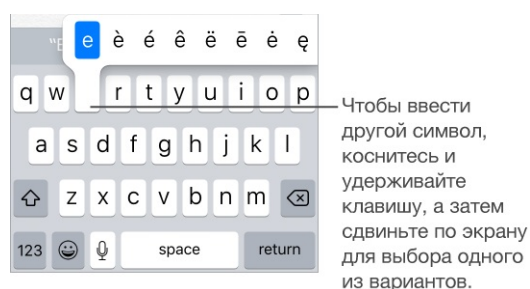 "E
e è é ê ë ē ė ę
q w r t y u i o p
a s d f g h j k l
z x c v b n m
123 space return
Чтобы ввести
другой символ,
коснитесь и
удерживайте
клавишу, а затем
сдвиньте по экрану
для выбора одного
из вариантов.